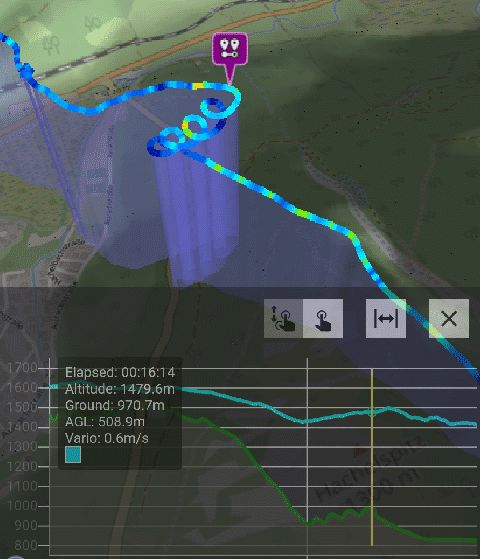 1700
1600
1500
1400
1300
1200
1100
1000
900
800
Elapsed: 00:16:14
Altitude: 1479.6m
Ground: 970.7m
AGL: 508.9m
Vario: 0.6m/s
Hachelspitz
1300 m